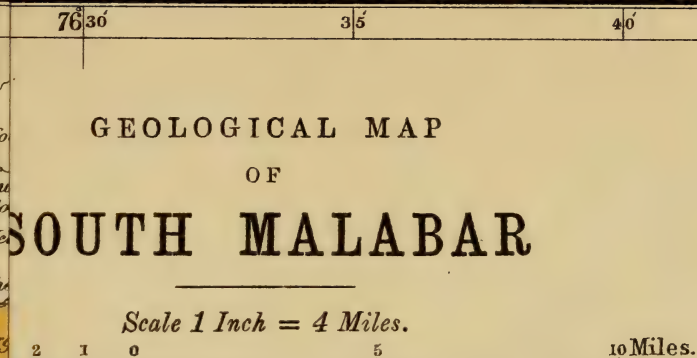 76°30' 35' 40'
GEOLOGICAL MAP
OF
SOUTH MALABAR
Scale 1 Inch = 4 Miles.
2 1 0 5 10 Miles.